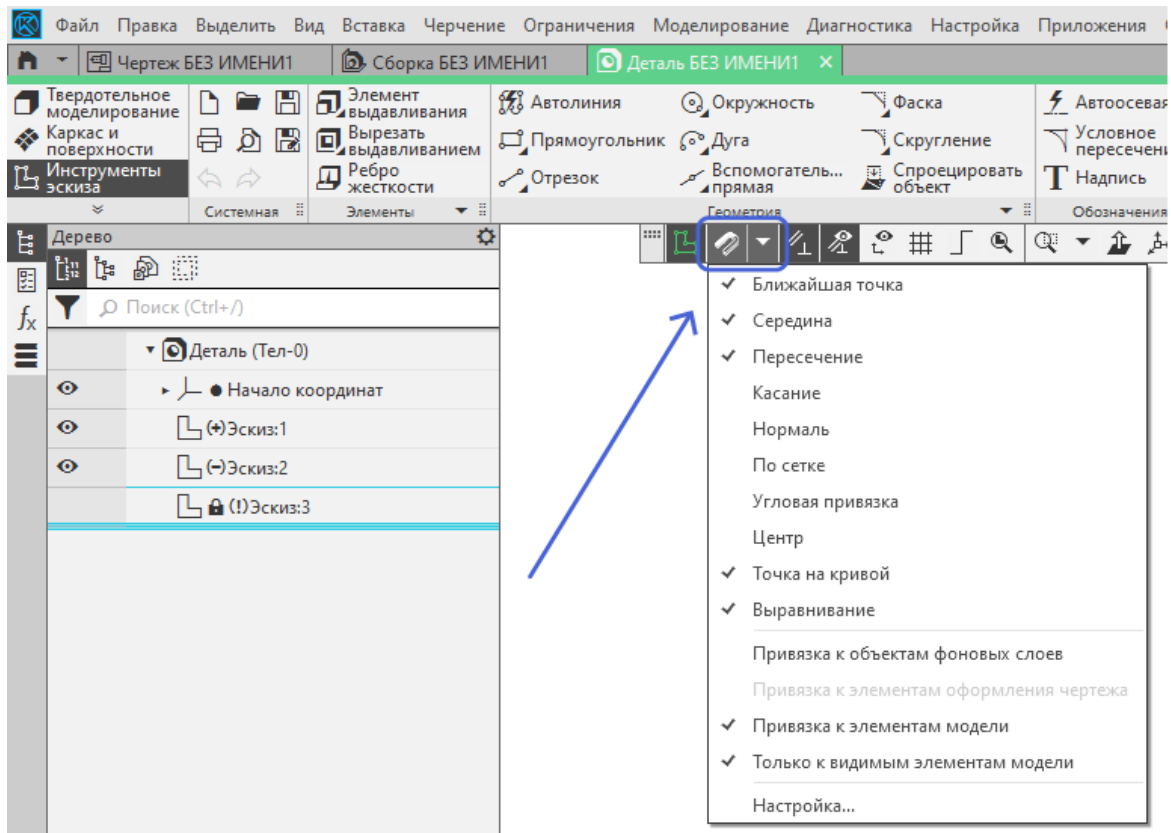 Файл Правка Выделить Вид Вставка Черчение Ограничения Моделирование Диагностика Настройка Приложения
Чертеж БЕЗ ИМЕНИ1 Сборка БЕЗ ИМЕНИ1 Деталь БЕЗ ИМЕНИ1 ×
Твердотельное
моделирование
Каркас и
поверхности
Инструменты
эскиза
Системная
Элемент
выдавливания
Вырезать
выдавливанием
Ребро
жесткости
Элементы
Автолиния
Прямоугольник
Отрезок
Окружность
Дуга
Вспомогатель...
прямая
Фаска
Скругление
Спроецировать
объект
Геометрия
Автоосевая
Условное
пересечени
Надпись
Обозначения
Дерево
Поиск (Ctrl+/)
Деталь (Тел-0)
Начало координат
(+)Эскиз:1
(−)Эскиз:2
(!)Эскиз:3
Ближайшая точка
Середина
Пересечение
Касание
Нормаль
По сетке
Угловая привязка
Центр
Точка на кривой
Выравнивание
Привязка к объектам фоновых слоев
Привязка к элементам оформления чертежа
Привязка к элементам модели
Только к видимым элементам модели
Настройка...